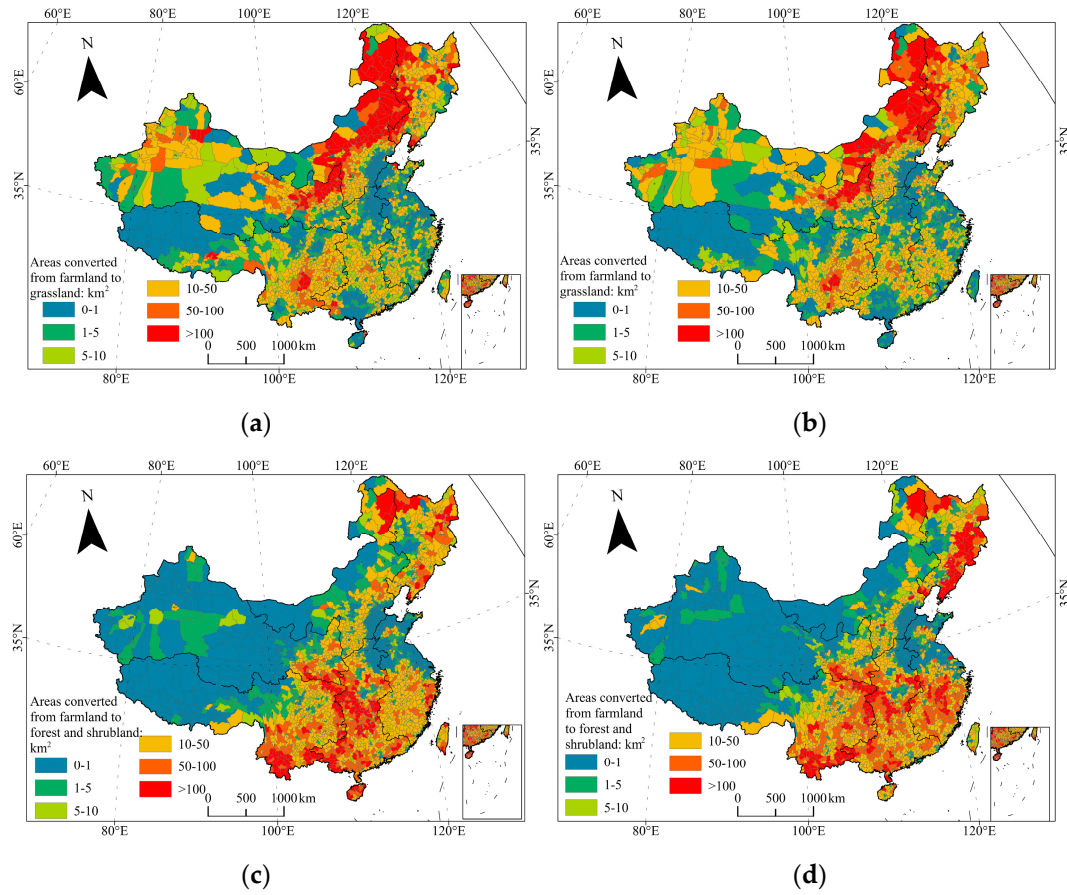 60°E 80°E 100°E 120°E
60°E 80°E 100°E 120°E
N
N
60°E
35°N
35°N
60°E
35°N
35°N
Areas converted
from farmland to
grassland: km²
0-1
1-5
5-10
10-50
50-100
>100
0 500 1000 km
80°E 100°E 120°E
Areas converted
from farmland to
grassland: km²
0-1
1-5
5-10
10-50
50-100
>100
0 500 1000 km
80°E 100°E 120°E
(a)
(b)
60°E 80°E 100°E 120°E
60°E 80°E 100°E 120°E
N
N
60°E
35°N
35°N
60°E
35°N
35°N
Areas converted
from farmland to
forest and shrubland:
km²
0-1
1-5
5-10
10-50
50-100
>100
0 500 1000 km
80°E 100°E 120°E
Areas converted
from farmland
to forest and
shrubland: km²
0-1
1-5
5-10
10-50
50-100
>100
0 500 1000 km
80°E 100°E 120°E
(c)
(d)